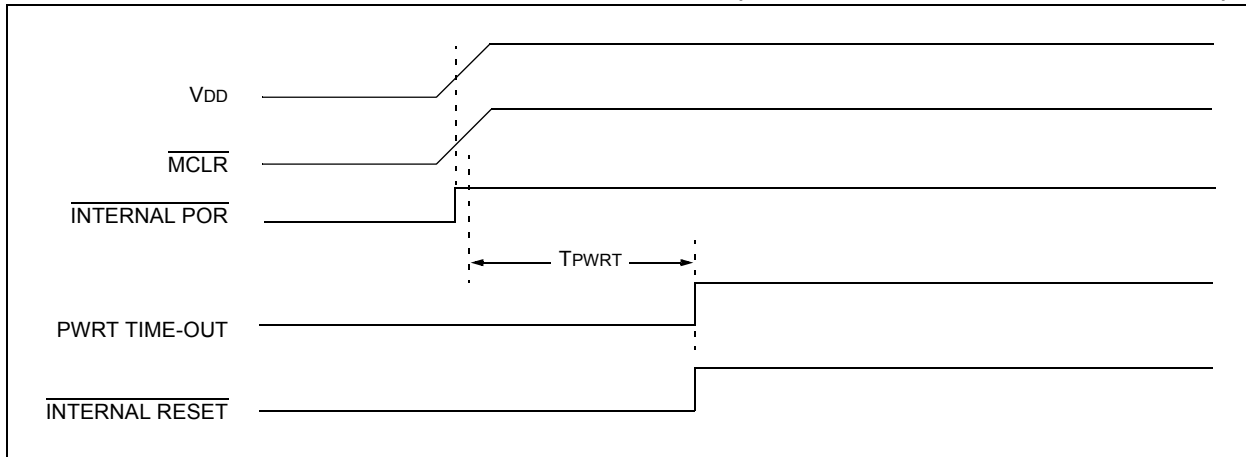 VDD
MCLR
INTERNAL POR
TPWRT
PWRT TIME-OUT
INTERNAL RESET